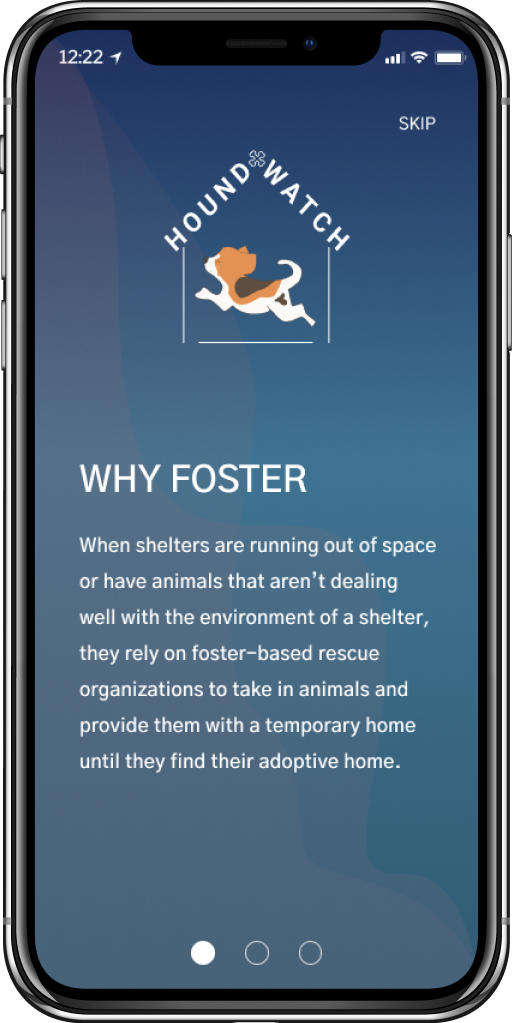 12:22
SKIP
HOUND WATCH
WHY FOSTER
When shelters are running out of space
or have animals that aren’t dealing
well with the environment of a shelter,
they rely on foster-based rescue
organizations to take in animals and
provide them with a temporary home
until they find their adoptive home.